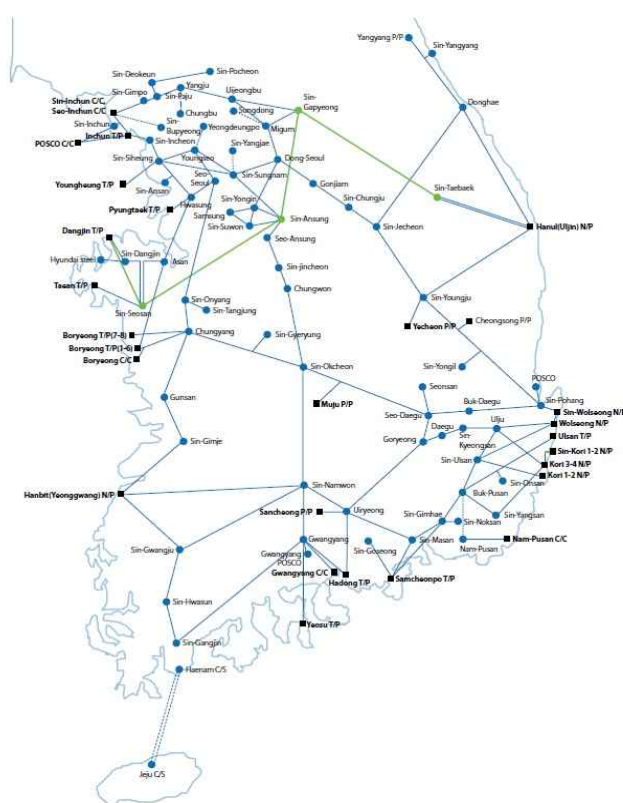 Yangyang P/P
Sin-Yangyang
Sin-Deokeun
Sin-Pocheon
Sin-Gimpo
Yangju
Sin-Paju
Uijeongbu
Sin-
Gapyeong
Sin-Inchun C/C
Seo-Inchun C/C
Chungbu
Sungdong
Donghae
Sin-Inchun
Sin-
Bupyeong
Yeongdeungpo
Migum
Inchun T/P
POSCO C/C
Sin-Incheon
Sin-Yangjae
Sin-Siheung
Youngseo
Dong-Seoul
Seo-
Seoul
Sin-Sungnam
Youngheung T/P
Sin-Ansan
Gonjiam
Sin-Chungju
Sin-Taebaek
Hwasung
Sin-Yongin
Pyungtaek T/P
Samsung
Sin-Suwon
Sin-Ansung
Sin-Jecheon
Hanul(Uljin) N/P
Dangjin T/P
Seo-Ansung
Hyundai steel
Sin-Dangjin
Asan
Sin-jincheon
Taean T/P
Chungwon
Sin-Seosan
Sin-Onyang
Sin-Tangjung
Sin-Youngju
Boryeong T/P(7-8)
Chungyang
Sin-Gyeryung
Yecheon P/P
Cheongsong P/P
Boryeong T/P(1-6)
Boryeong C/C
Sin-Okcheon
Sin-Yongil
POSCO
Seonsan
Gunsan
Muju P/P
Buk-Daegu
Sin-Pohang
Seo-Daegu
Sin-Wolseong N/P
Daegu
Ulju
Wolseong N/P
Sin-Gimje
Goryeong
Sin-
Kyeongsan
Ulsan T/P
Sin-Ulsan
Sin-Kori 1-2 N/P
Kori 3-4 N/P
Kori 1-2 N/P
Sin-Onsan
Hanbit(Yeonggwang) N/P
Sin-Namwon
Buk-Pusan
Sancheong P/P
Uiryeong
Sin-Gimhae
Sin-Noksan
Sin-Yangsan
Sin-Gwangju
Gwangyang
Sin-Goseong
Sin-Masan
Nam-Pusan
Nam-Pusan C/C
Gwangyang
POSCO
Gwangyang C/C
Hadong T/P
Samcheonpo T/P
Sin-Hwasun
Yeosu T/P
Sin-Gangjin
Haenam C/S
Jeju C/S